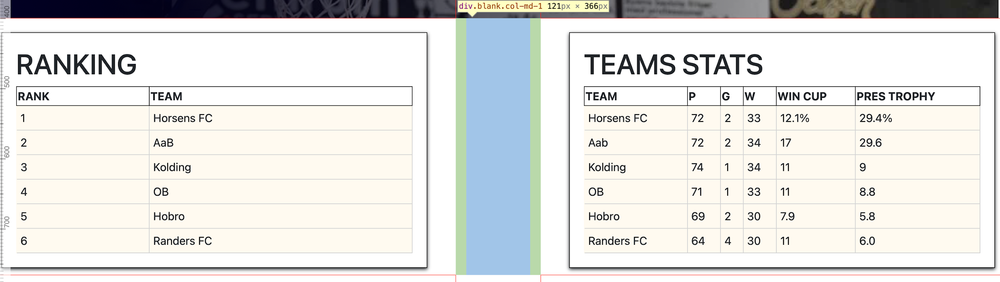 div.blank.col-md-1 121px × 366px
400
500
600
700
RANKING
RANK TEAM
1 Horsens FC
2 AaB
3 Kolding
4 OB
5 Hobro
6 Randers FC
TEAMS STATS
TEAM P G W WIN CUP PRES TROPHY
Horsens FC 72 2 33 12.1% 29.4%
Aab 72 2 34 17 29.6
Kolding 74 1 34 11 9
OB 71 1 33 11 8.8
Hobro 69 2 30 7.9 5.8
Randers FC 64 4 30 11 6.0